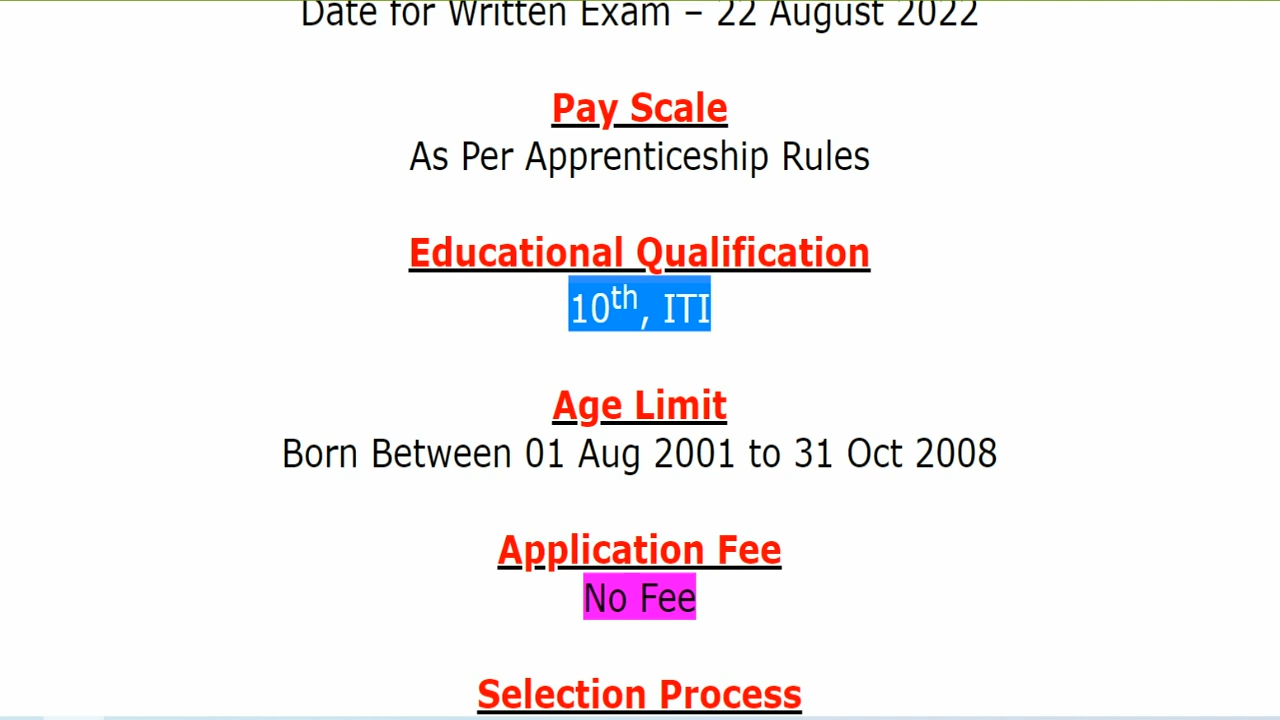 Date for Written Exam – 22 August 2022
Pay Scale
As Per Apprenticeship Rules
Educational Qualification
10th, ITI
Age Limit
Born Between 01 Aug 2001 to 31 Oct 2008
Application Fee
No Fee
Selection Process